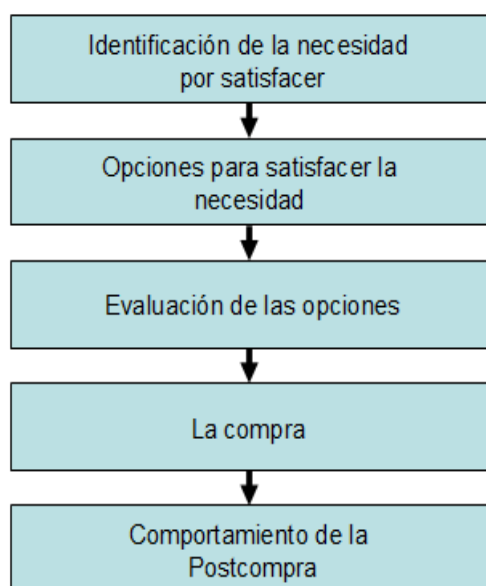 Identificación de la necesidad
por satisfacer
Opciones para satisfacer la
necesidad
Evaluación de las opciones
La compra
Comportamiento de la
Postcompra